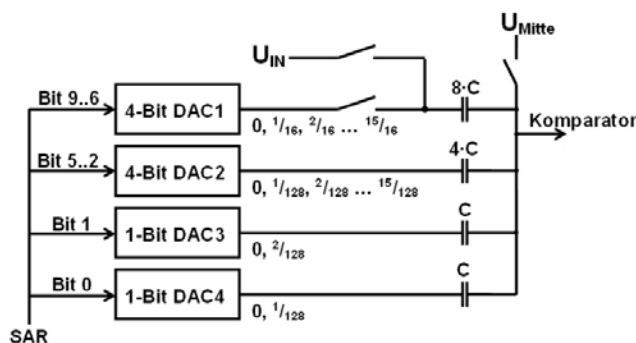 U_Mitte
U_IN
Bit 9..6
4-Bit DAC1
0, 1/16, 2/16 ... 15/16
8·C
Komparator
Bit 5..2
4-Bit DAC2
0, 1/128, 2/128 ... 15/128
4·C
Bit 1
1-Bit DAC3
0, 2/128
C
Bit 0
1-Bit DAC4
0, 1/128
C
SAR